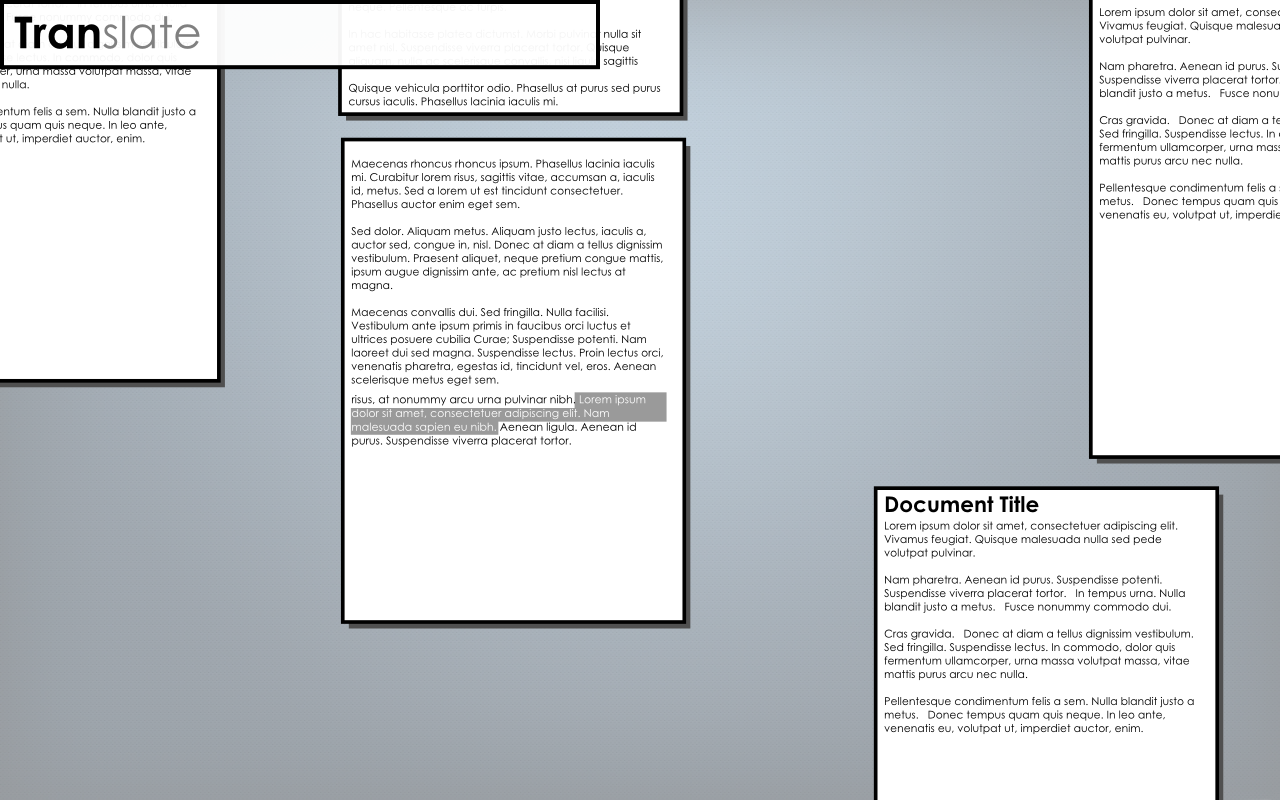 Translate
er, urna massa volutpat massa, vitae
nulla.
entum felis a sem. Nulla blandit justo a
us quam quis neque. In leo ante,
t ut, imperdiet auctor, enim.
nulla sit
sagittis
Quisque vehicula porttitor odio. Phasellus at purus sed purus
cursus iaculis. Phasellus lacinia iaculis mi.
Maecenas rhoncus rhoncus ipsum. Phasellus lacinia iaculis
mi. Curabitur lorem risus, sagittis vitae, accumsan a, iaculis
id, metus. Sed a lorem ut est tincidunt consectetuer.
Phasellus auctor enim eget sem.
Sed dolor. Aliquam metus. Aliquam justo lectus, iaculis a,
auctor sed, congue in, nisl. Donec at diam a tellus dignissim
vestibulum. Praesent aliquet, neque pretium congue mattis,
ipsum augue dignissim ante, ac pretium nisl lectus at
magna.
Maecenas convallis dui. Sed fringilla. Nulla facilisi.
Vestibulum ante ipsum primis in faucibus orci luctus et
ultrices posuere cubilia Curae; Suspendisse potenti. Nam
laoreet dui sed magna. Suspendisse lectus. Proin lectus orci,
venenatis pharetra, egestas id, tincidunt vel, eros. Aenean
scelerisque metus eget sem.
risus, at nonummy arcu urna pulvinar nibh. Lorem ipsum
dolor sit amet, consectetuer adipiscing elit. Nam
malesuada sapien eu nibh. Aenean ligula. Aenean id
purus. Suspendisse viverra placerat tortor.
Lorem ipsum dolor sit amet, conse
Vivamus feugiat. Quisque malesua
volutpat pulvinar.
Nam pharetra. Aenean id purus. Su
Suspendisse viverra placerat tortor.
blandit justo a metus. Fusce nonu
Cras gravida. Donec at diam a te
Sed fringilla. Suspendisse lectus. In c
fermentum ullamcorper, urna mass
mattis purus arcu nec nulla.
Pellentesque condimentum felis a s
metus. Donec tempus quam quis
venenatis eu, volutpat ut, imperdie
Document Title
Lorem ipsum dolor sit amet, consectetuer adipiscing elit.
Vivamus feugiat. Quisque malesuada nulla sed pede
volutpat pulvinar.
Nam pharetra. Aenean id purus. Suspendisse potenti.
Suspendisse viverra placerat tortor. In tempus urna. Nulla
blandit justo a metus. Fusce nonummy commodo dui.
Cras gravida. Donec at diam a tellus dignissim vestibulum.
Sed fringilla. Suspendisse lectus. In commodo, dolor quis
fermentum ullamcorper, urna massa volutpat massa, vitae
mattis purus arcu nec nulla.
Pellentesque condimentum felis a sem. Nulla blandit justo a
metus. Donec tempus quam quis neque. In leo ante,
venenatis eu, volutpat ut, imperdiet auctor, enim.